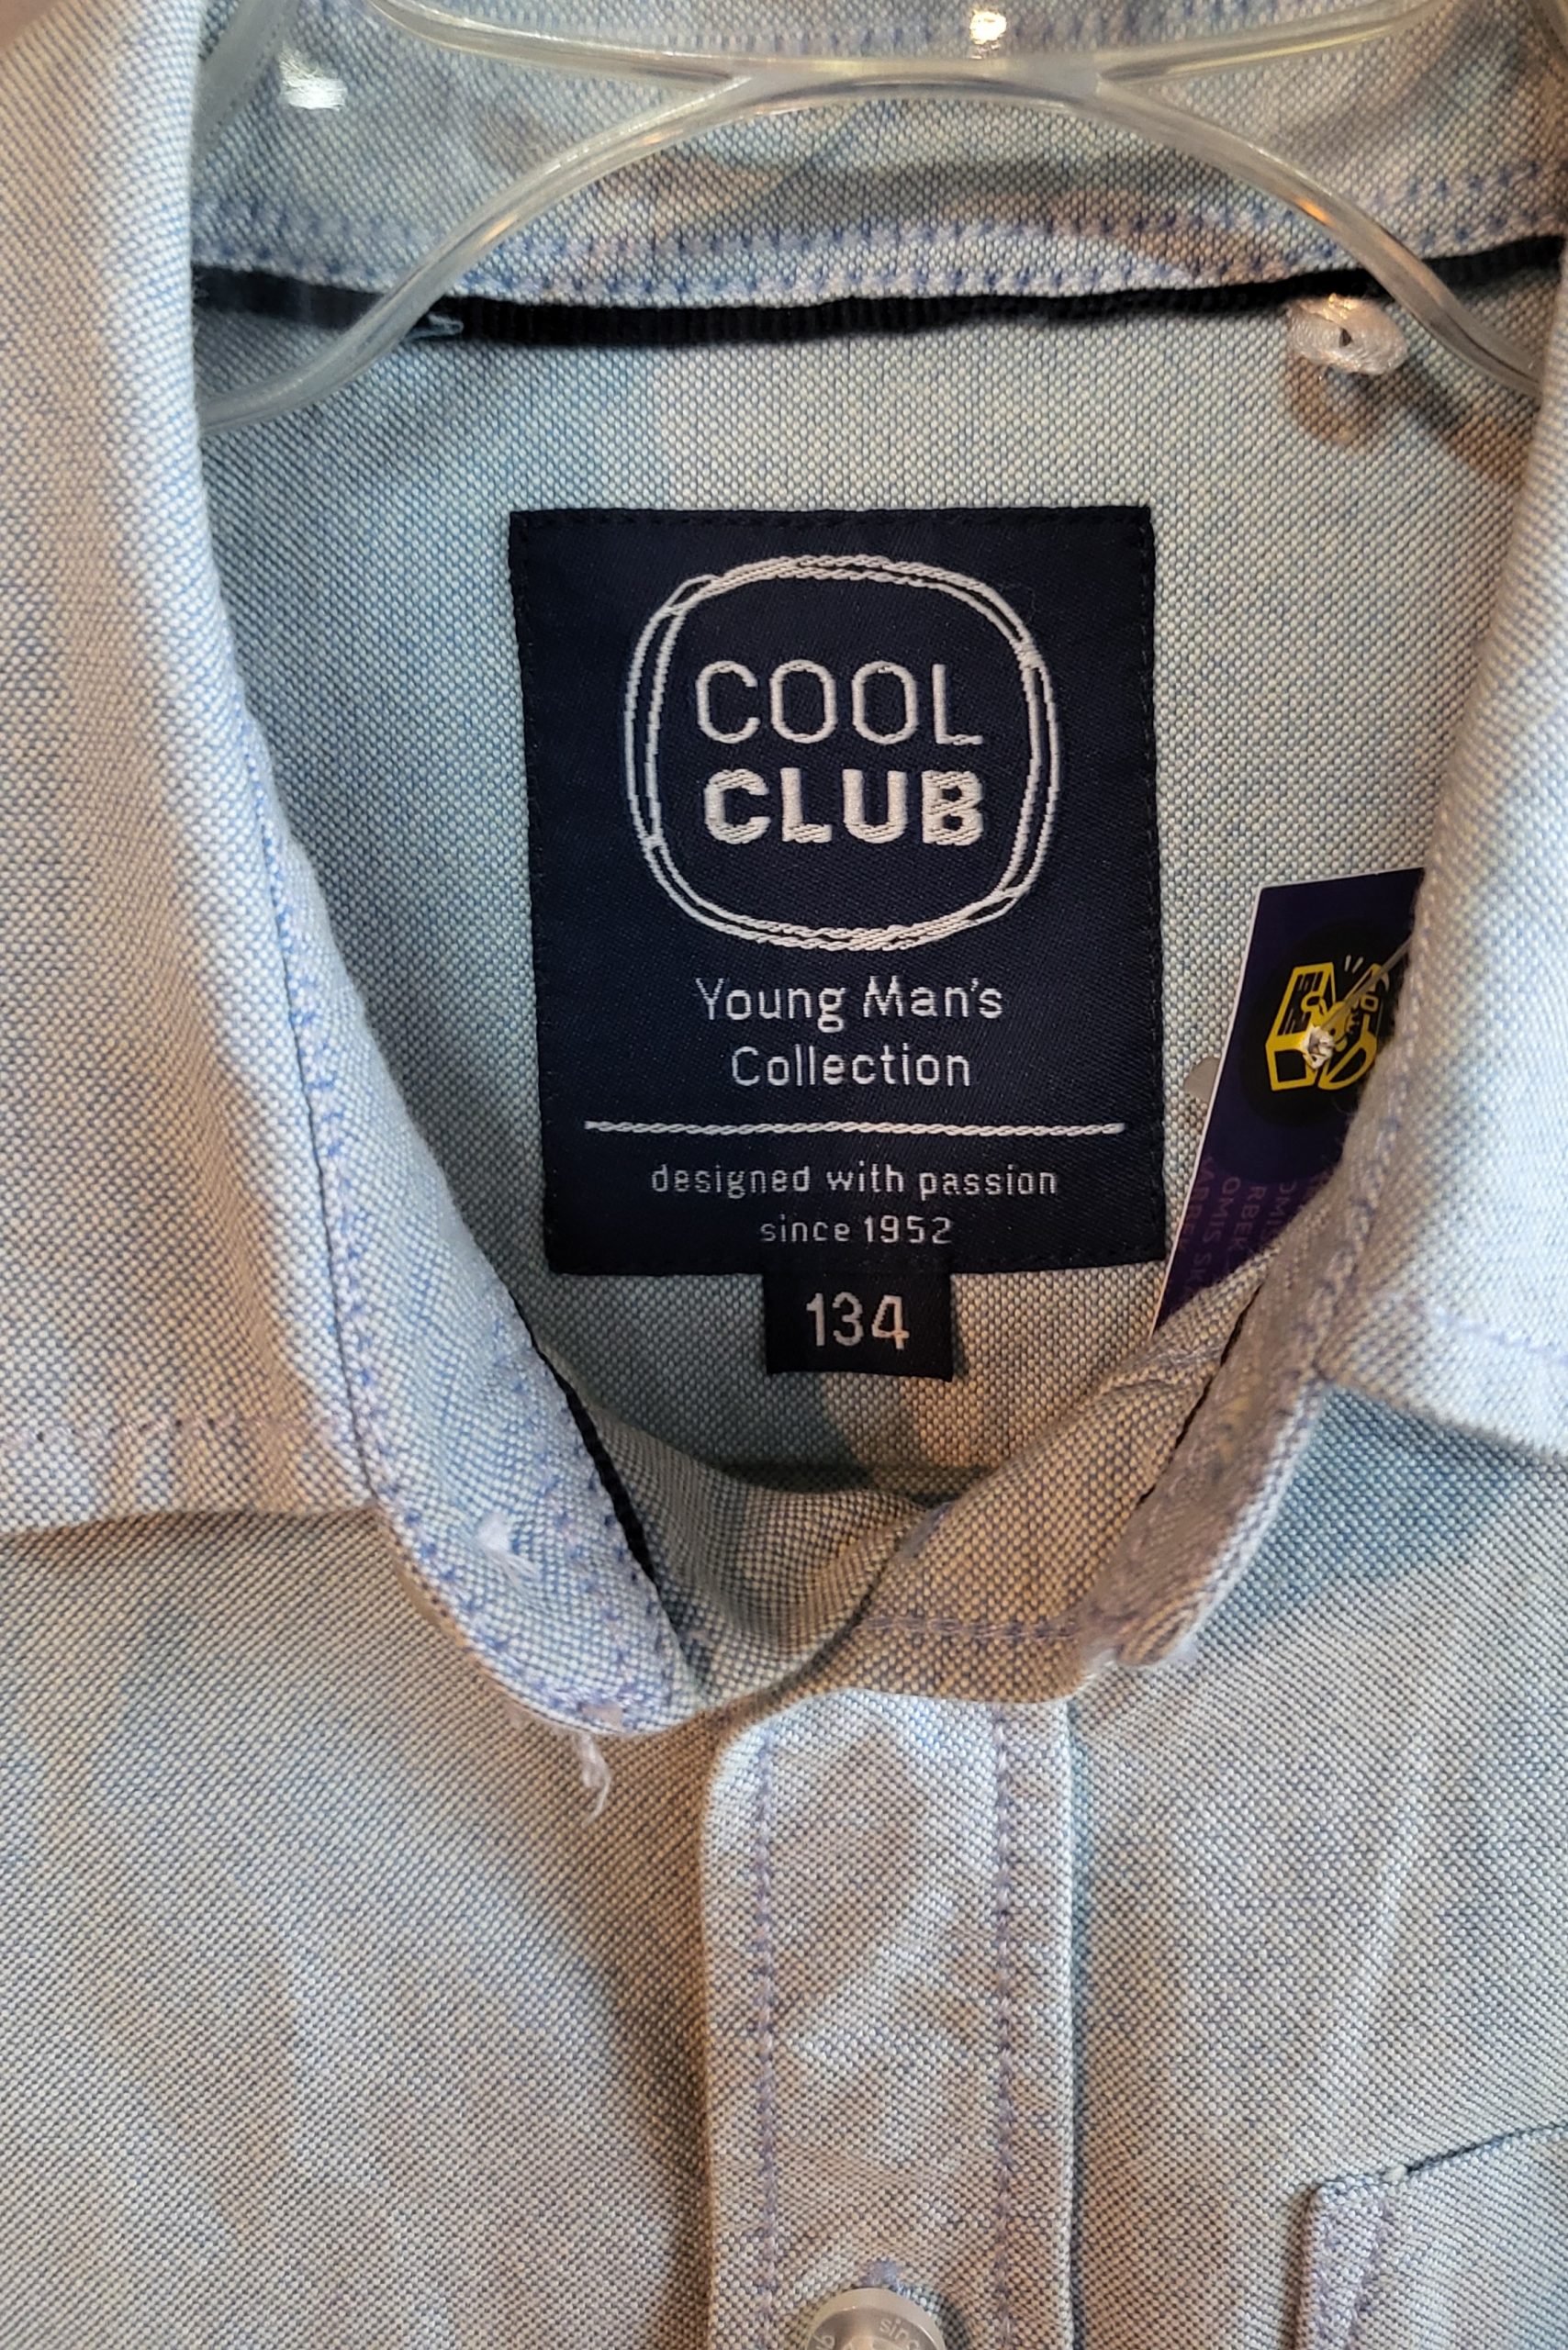 COOL
CLUB
Young Man's
Collection
designed with passion
since 1952
134